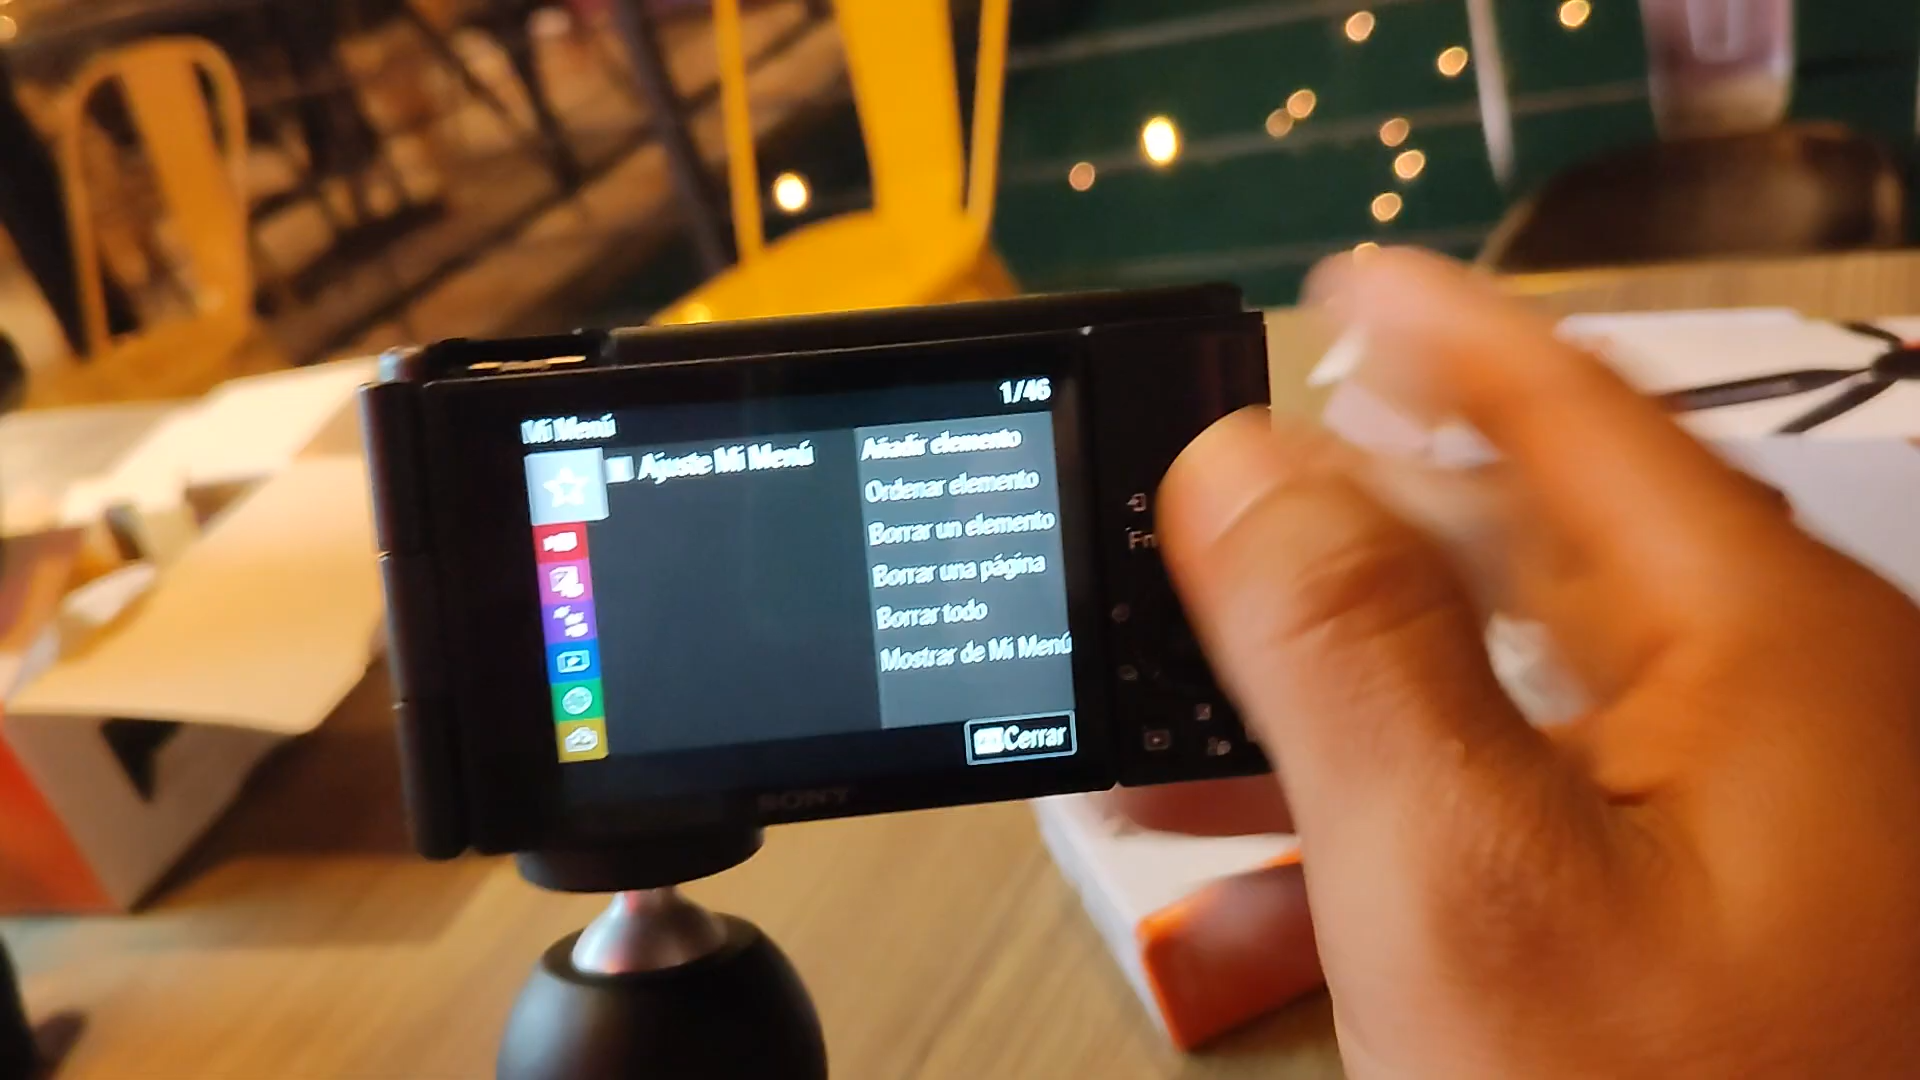 1/46
Mi Menú
Ajuste Mi Menú
Añadir elemento
Ordenar elemento
Borrar un elemento
Borrar una página
Borrar todo
Mostrar de Mi Menú
Cerrar
Fn
SONY